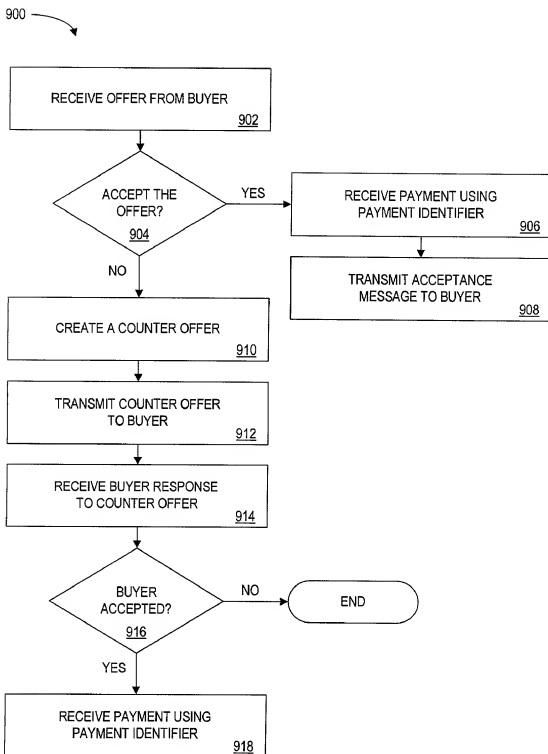 900
RECEIVE OFFER FROM BUYER
902
ACCEPT THE
OFFER?
904
YES
RECEIVE PAYMENT USING
PAYMENT IDENTIFIER
906
TRANSMIT ACCEPTANCE
MESSAGE TO BUYER
908
NO
CREATE A COUNTER OFFER
910
TRANSMIT COUNTER OFFER
TO BUYER
912
RECEIVE BUYER RESPONSE
TO COUNTER OFFER
914
BUYER
ACCEPTED?
916
NO
END
YES
RECEIVE PAYMENT USING
PAYMENT IDENTIFIER
918